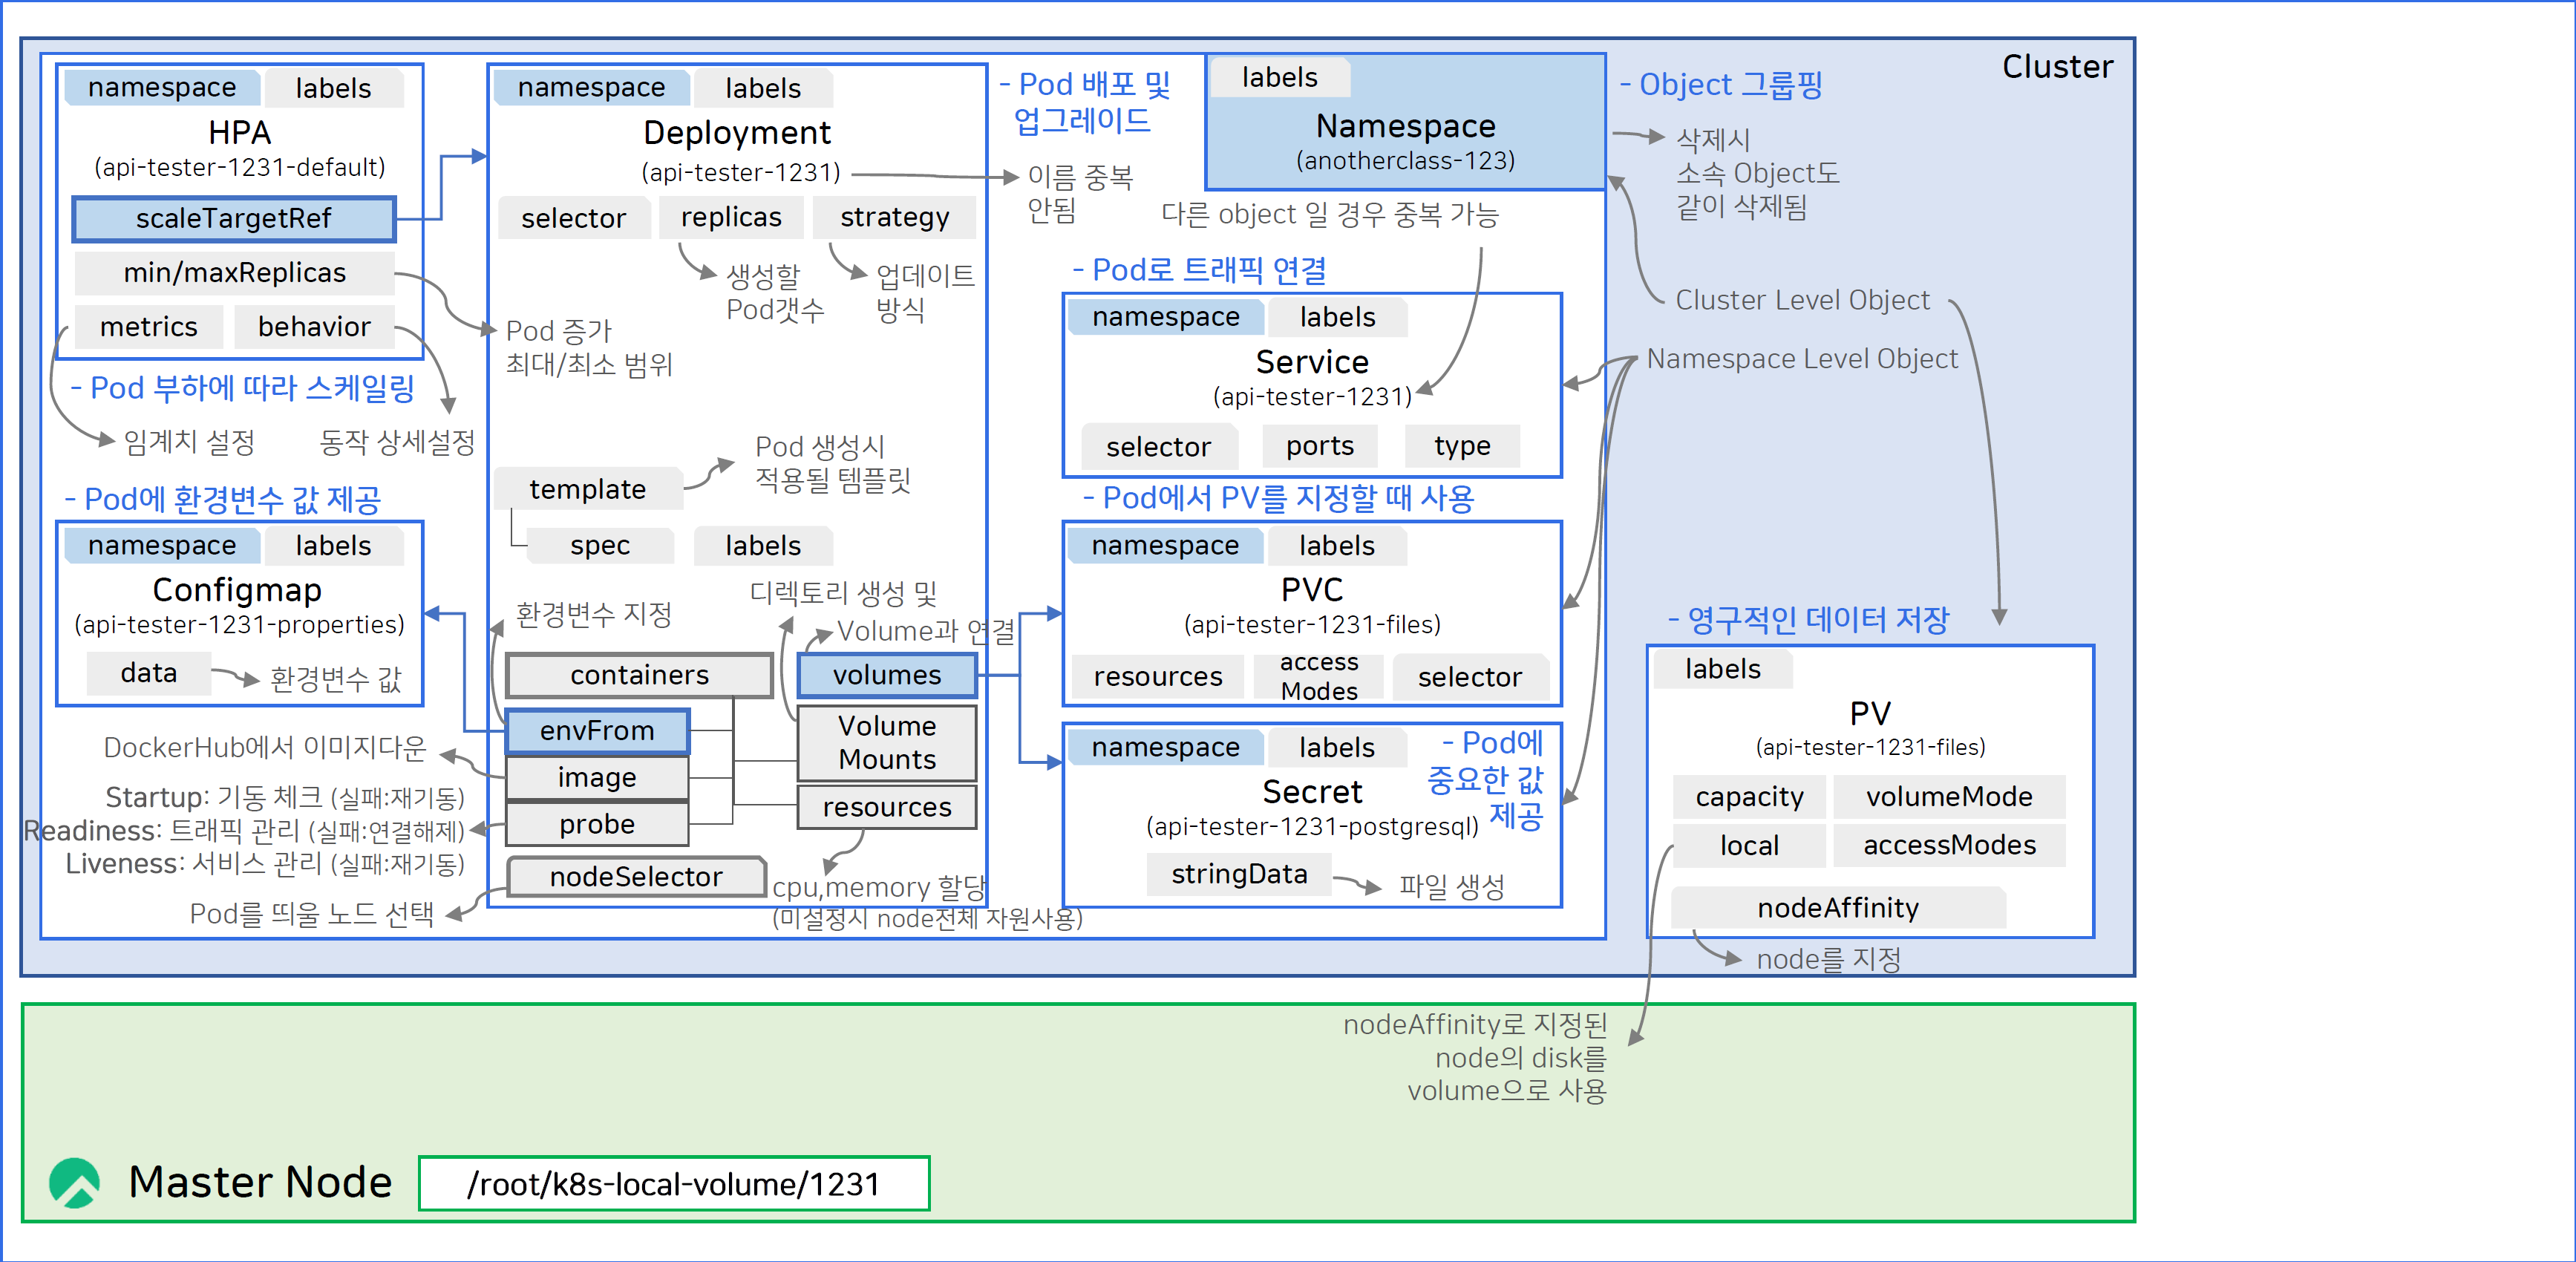 Cluster
namespace
labels
HPA
(api-tester-1231-default)
scaleTargetRef
min/maxReplicas
metrics
behavior
- Pod 부하에 따라 스케일링
임계치 설정
동작 상세설정
Pod 증가
최대/최소 범위
namespace
labels
Deployment
(api-tester-1231)
selector
replicas
strategy
생성할
Pod갯수
업데이트
방식
- Pod 배포 및
업그레이드
이름 중복
안됨
labels
Namespace
(anotherclass-123)
- Object 그룹핑
삭제시
소속 Object도
같이 삭제됨
다른 object 일 경우 중복 가능
Cluster Level Object
Namespace Level Object
- Pod로 트래픽 연결
namespace
labels
Service
(api-tester-1231)
selector
ports
type
template
Pod 생성시
적용될 템플릿
spec
labels
- Pod에 환경변수 값 제공
namespace
labels
Configmap
(api-tester-1231-properties)
data
환경변수 값
환경변수 지정
디렉토리 생성 및
Volume과 연결
containers
volumes
envFrom
image
probe
Volume
Mounts
resources
nodeSelector
cpu,memory 할당
(미설정시 node전체 자원사용)
DockerHub에서 이미지다운
Startup: 기동 체크 (실패:재기동)
Readiness: 트래픽 관리 (실패:연결해제)
Liveness: 서비스 관리 (실패:재기동)
Pod를 띄울 노드 선택
- Pod에서 PV를 지정할 때 사용
namespace
labels
PVC
(api-tester-1231-files)
resources
access
Modes
selector
namespace
labels
- Pod에
중요한 값
제공
Secret
(api-tester-1231-postgresql)
stringData
파일 생성
- 영구적인 데이터 저장
labels
PV
(api-tester-1231-files)
capacity
volumeMode
local
accessModes
nodeAffinity
node를 지정
nodeAffinity로 지정된
node의 disk를
volume으로 사용
Master Node
/root/k8s-local-volume/1231